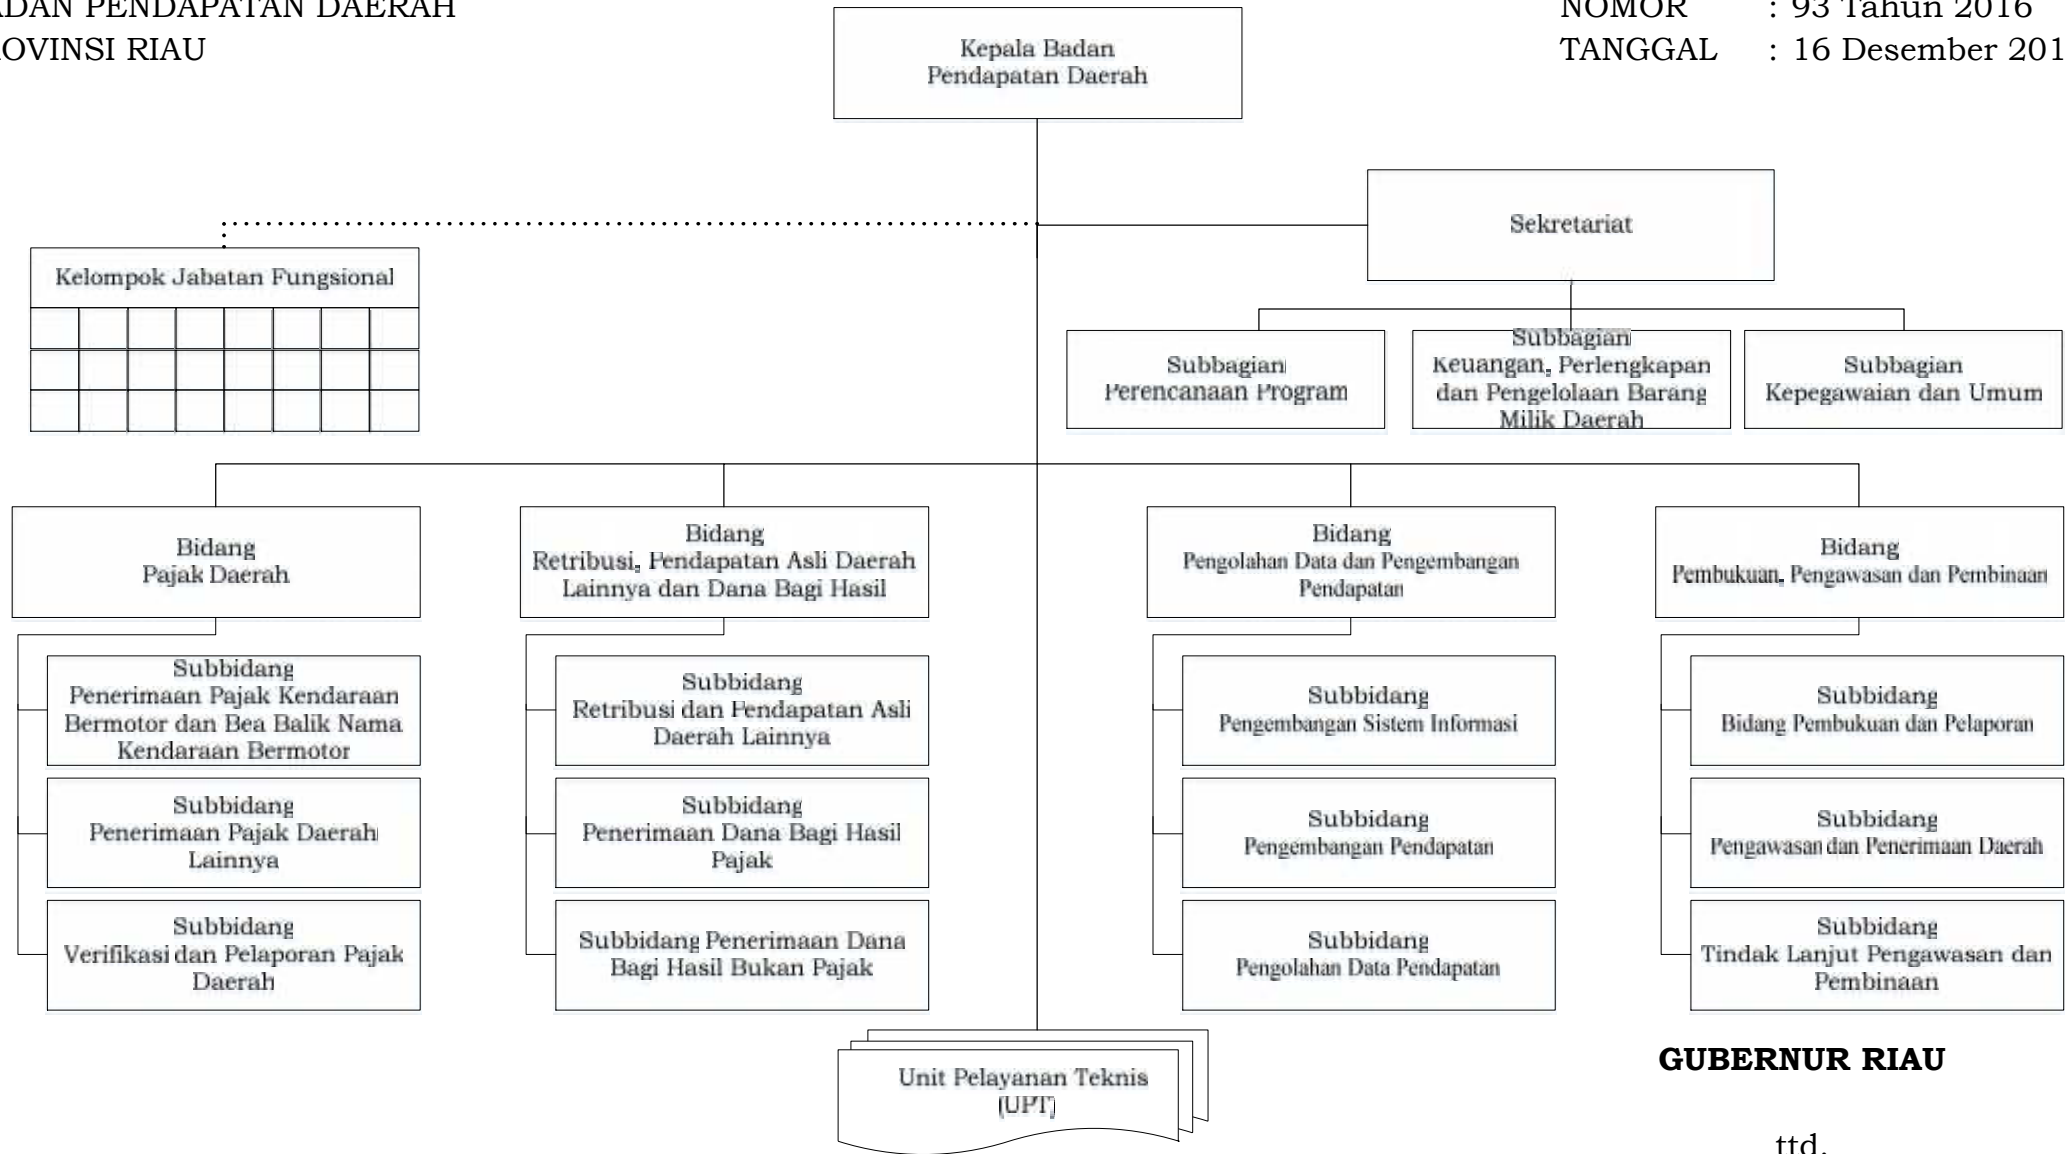 ADAN PENDAPATAN DAERAH
OVINSI RIAU
NOMOR : 93 Tahun 2016
TANGGAL : 16 Desember 201
Kepala Badan
Pendapatan Daerah
Sekretariat
Kelompok Jabatan Fungsional
Subbagian
Perencanaan Program
Subbagian
Keuangan, Perlengkapan
dan Pengelolaan Barang
Milik Daerah
Subbagian
Kepegawaian dan Umum
Bidang
Pajak Daerah
Bidang
Retribusi, Pendapatan Asli Daerah
Lainnya dan Dana Bagi Hasil
Bidang
Pengolahan Data dan Pengembangan
Pendapatan
Bidang
Pembukuan, Pengawasan dan Pembinaan
Subbidang
Penerimaan Pajak Kendaraan
Bermotor dan Bea Balik Nama
Kendaraan Bermotor
Subbidang
Penerimaan Pajak Daerah
Lainnya
Subbidang
Verifikasi dan Pelaporan Pajak
Daerah
Subbidang
Retribusi dan Pendapatan Asli
Daerah Lainnya
Subbidang
Penerimaan Dana Bagi Hasil
Pajak
Subbidang Penerimaan Dana
Bagi Hasil Bukan Pajak
Subbidang
Pengembangan Sistem Informasi
Subbidang
Pengembangan Pendapatan
Subbidang
Pengolahan Data Pendapatan
Subbidang
Bidang Pembukuan dan Pelaporan
Subbidang
Pengawasan dan Penerimaan Daerah
Subbidang
Tindak Lanjut Pengawasan dan
Pembinaan
Unit Pelayanan Teknis
(UPT)
GUBERNUR RIAU
ttd.